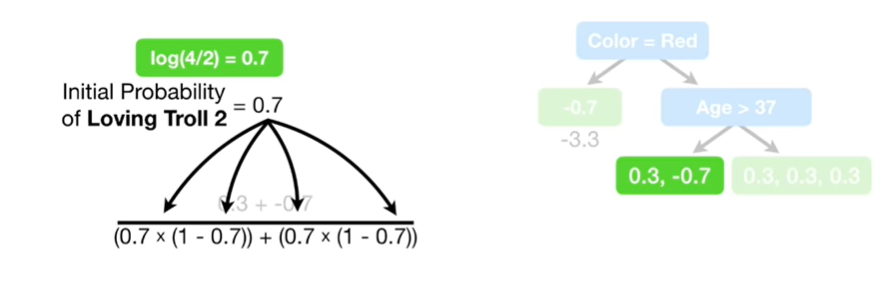 log(4/2) = 0.7
Initial Probability
of Loving Troll 2 = 0.7
0.3 + -0.7
(0.7 × (1 - 0.7)) + (0.7 × (1 - 0.7))
Color = Red
-0.7
Age > 37
-3.3
0.3, -0.7
0.3, 0.3, 0.3